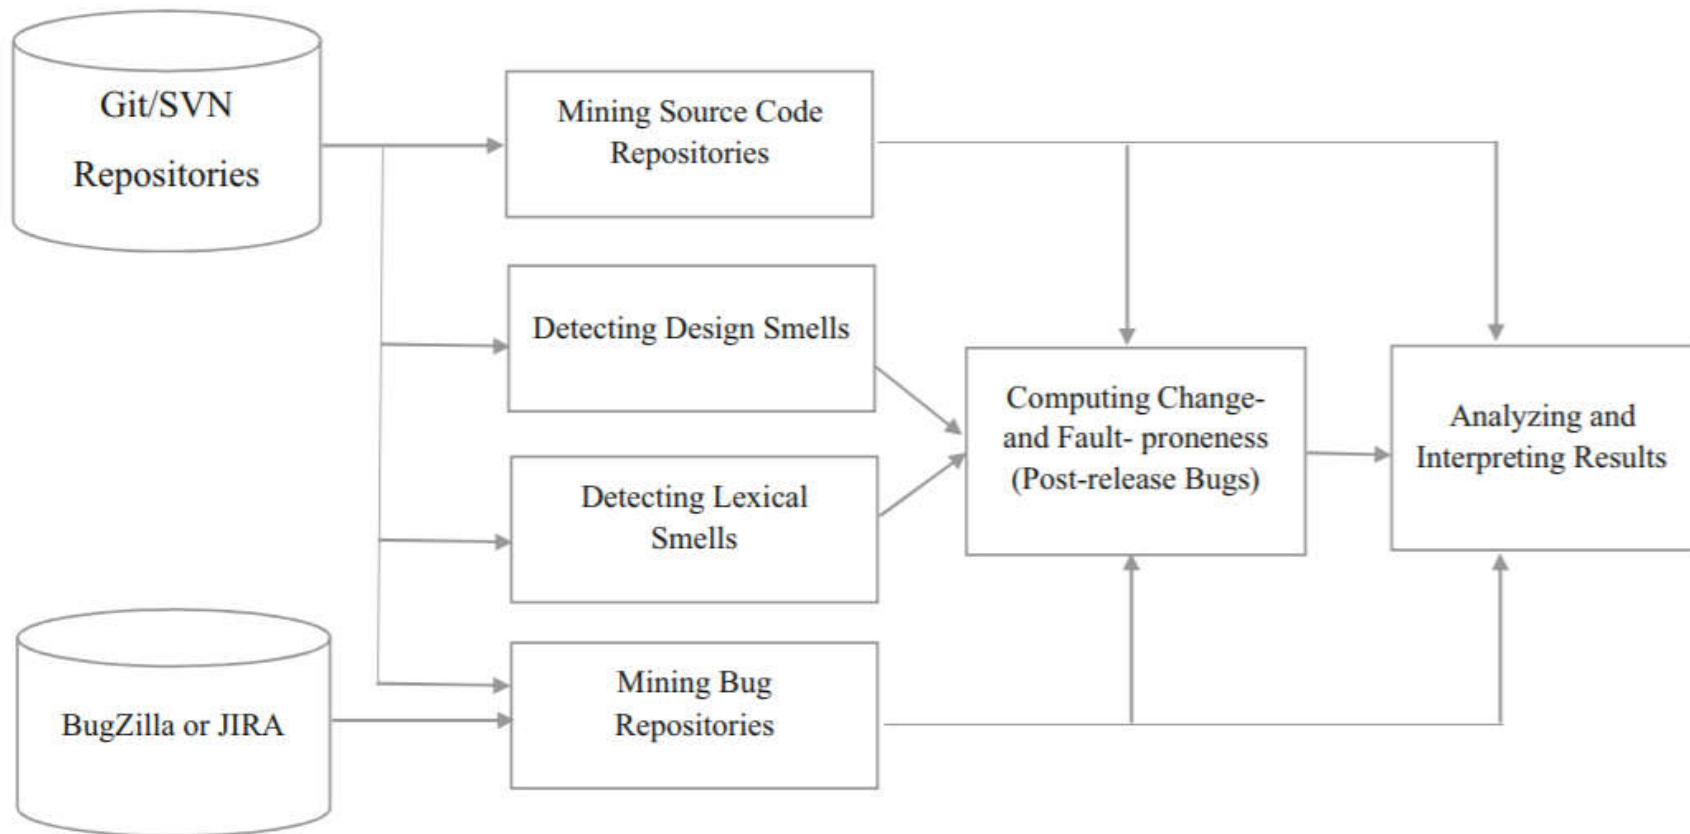 Git/SVN
Repositories
Mining Source Code
Repositories
Detecting Design Smells
Computing Change-
and Fault- proneness
(Post-release Bugs)
Analyzing and
Interpreting Results
Detecting Lexical
Smells
BugZilla or JIRA
Mining Bug
Repositories